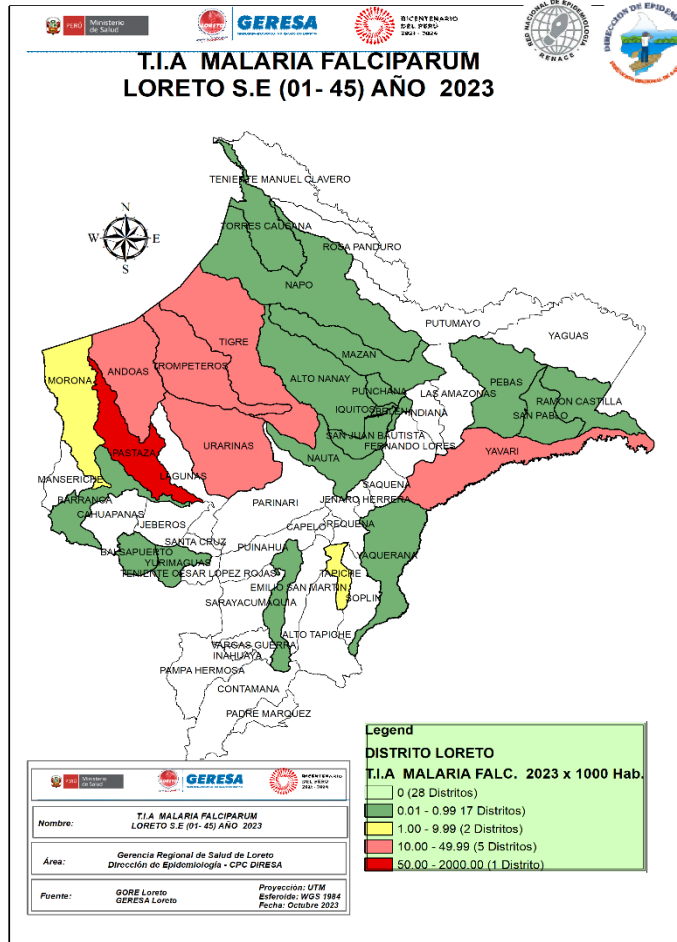 PERÚ Ministerio de Salud
LORETO
GERESA
BICENTENARIO DEL PERÚ 2021 - 2024
RED NACIONAL DE EPIDEMIOLOGÍA
RENACE
T.I.A MALARIA FALCIPARUM
LORETO S.E (01- 45) AÑO 2023
N
W E
S
TENIENTE MANUEL CLAVERO
TORRES CAUSANA
ROSA PANDURO
NAPO
PUTUMAYO
YAGUAS
TIGRE
MAZAN
ANDOAS
TROMPETEROS
MORONA
ALTO NANAY
PEBAS
PUNCHANA
LAS AMAZONAS
RAMON CASTILLA
IQUITOS
BELEN
INDIANA
SAN PABLO
SAN JUAN BAUTISTA
URARINAS
FERNANDO LORES
YAVARI
PASTAZA
NAUTA
LAGUNAS
SAQUENA
MANSERICHE
BARRANCA
PARINARI
JENARO HERRERA
CAHUAPANAS
JEBEROS
CAPELO
REQUENA
SANTA CRUZ
PUINAHUA
BALSAPUERTO
YAQUERANA
YURIMAGUAS
TENIENTE CESAR LOPEZ ROJAS
TAPICHE
EMILIO SAN MARTIN
SOPLIN
SARAYACU
MAQUIA
ALTO TAPICHE
VARGAS GUERRA
INAHUAYA
PAMPA HERMOSA
CONTAMANA
PADRE MARQUEZ
Legend
DISTRITO LORETO
T.I.A MALARIA FALC. 2023 x 1000 Hab.
0 (28 Distritos)
0.01 - 0.99 17 Distritos)
1.00 - 9.99 (2 Distritos)
10.00 - 49.99 (5 Distritos)
50.00 - 2000.00 (1 Distrito)
PERÚ Ministerio de Salud
GERESA
BICENTENARIO DEL PERÚ 2021 - 2024
Nombre:
T.I.A MALARIA FALCIPARUM
LORETO S.E (01- 45) AÑO 2023
Área:
Gerencia Regional de Salud de Loreto
Dirección de Epidemiología - CPC DIRESA
Fuente:
GORE Loreto
GERESA Loreto
Proyección: UTM
Esferoide: WGS 1984
Fecha: Octubre 2023